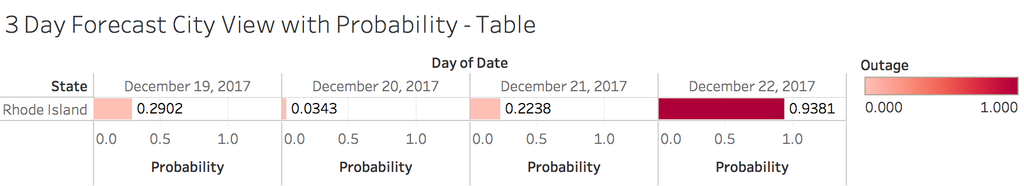 3 Day Forecast City View with Probability - Table
Day of Date
State December 19, 2017 December 20, 2017 December 21, 2017 December 22, 2017
Rhode Island 0.2902 0.0343 0.2238 0.9381
0.0 0.5 1.0 0.0 0.5 1.0 0.0 0.5 1.0 0.0 0.5 1.0
Probability Probability Probability Probability
Outage
0.000 1.000